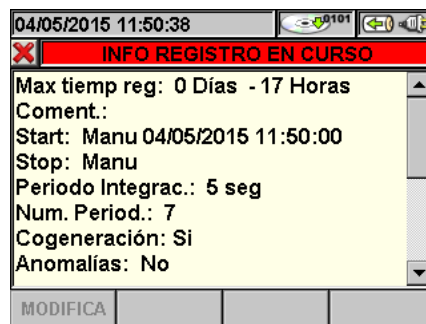 04/05/2015 11:50:38
0101
INFO REGISTRO EN CURSO
Max tiemp reg: 0 Días - 17 Horas
Coment.:
Start: Manu 04/05/2015 11:50:00
Stop: Manu
Periodo Integrac.: 5 seg
Num. Period.: 7
Cogeneración: Si
Anomalías: No
MODIFICA